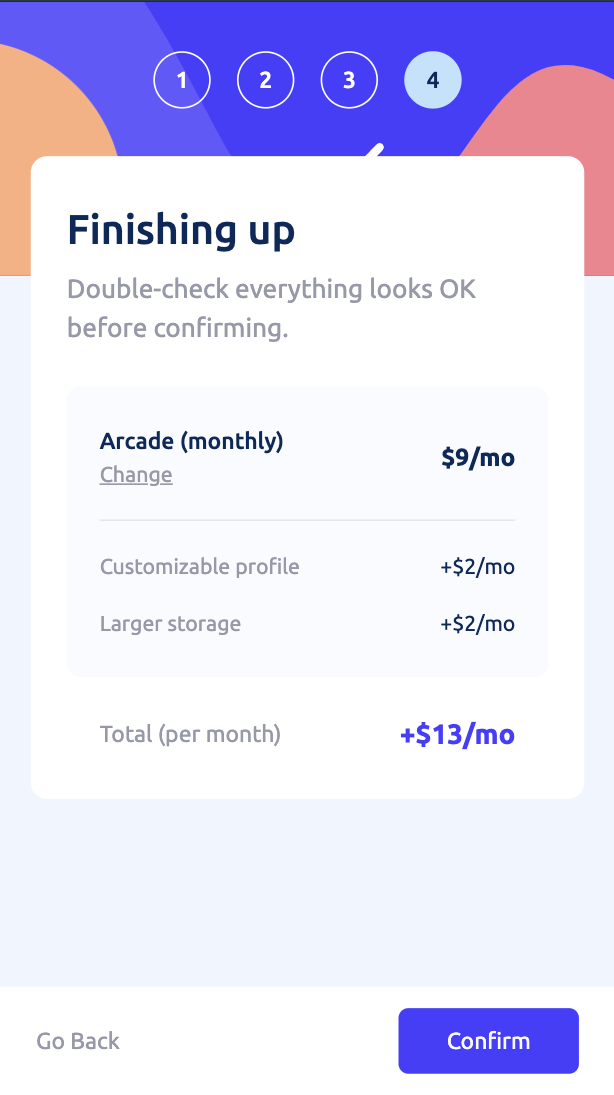 1 2 3 4
Finishing up
Double-check everything looks OK
before confirming.
Arcade (monthly)
$9/mo
Change
Customizable profile +$2/mo
Larger storage +$2/mo
Total (per month) +$13/mo
Go Back Confirm